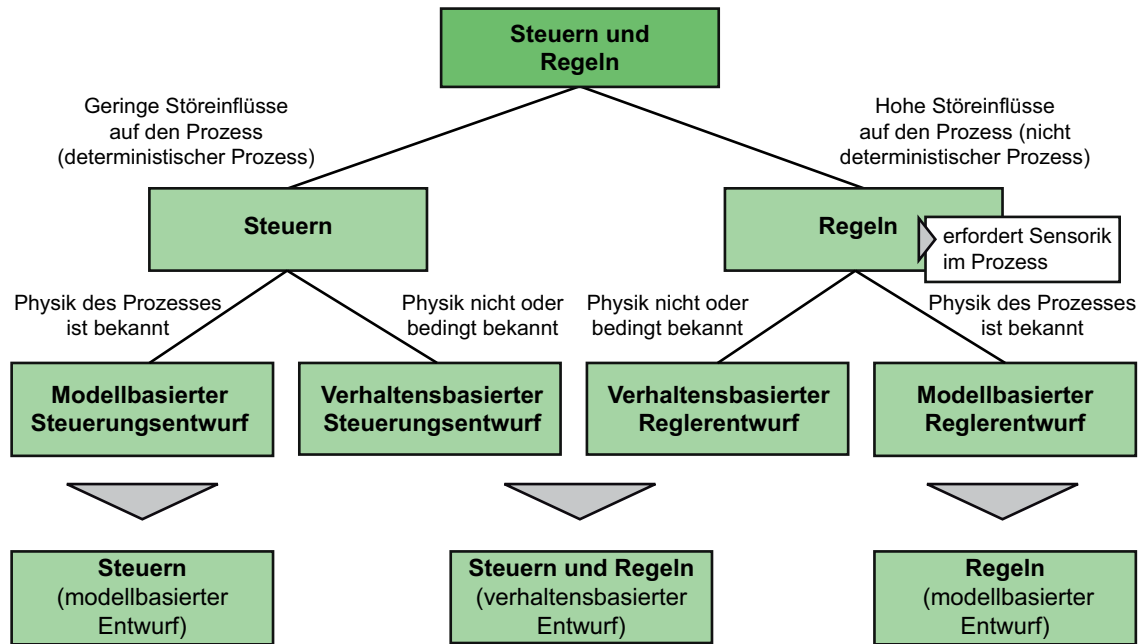 Steuern und
Regeln
Geringe Störeinflüsse
auf den Prozess
(deterministischer Prozess)
Hohe Störeinflüsse
auf den Prozess (nicht
deterministischer Prozess)
Steuern
Regeln
erfordert Sensorik
im Prozess
Physik des Prozesses
ist bekannt
Physik nicht oder
bedingt bekannt
Physik nicht oder
bedingt bekannt
Physik des Prozesses
ist bekannt
Modellbasierter
Steuerungsentwurf
Verhaltensbasierter
Steuerungsentwurf
Verhaltensbasierter
Reglerentwurf
Modellbasierter
Reglerentwurf
Steuern
(modellbasierter
Entwurf)
Steuern und Regeln
(verhaltensbasierter
Entwurf)
Regeln
(modellbasierter
Entwurf)